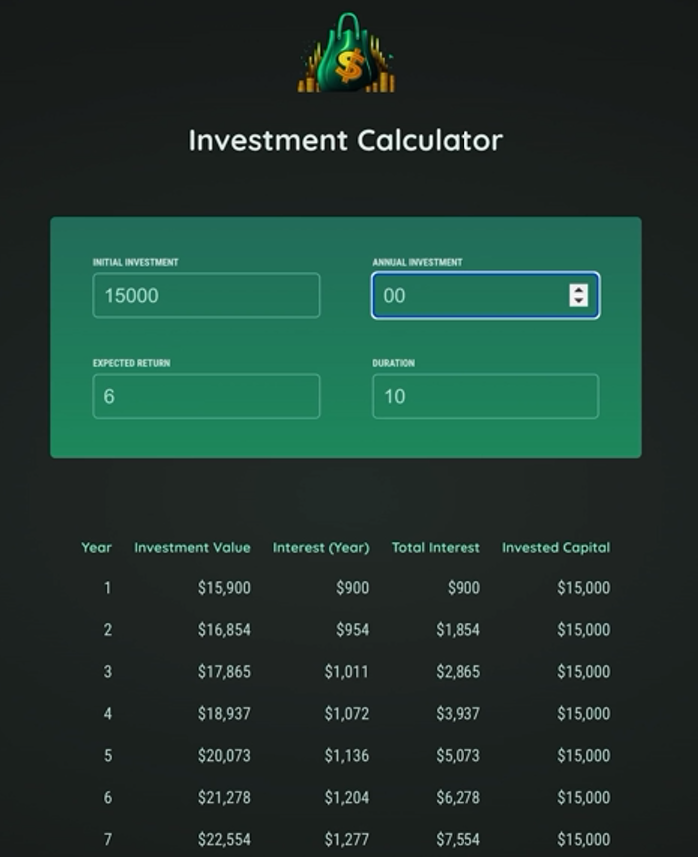 $
Investment Calculator
INITIAL INVESTMENT ANNUAL INVESTMENT
15000 00
EXPECTED RETURN DURATION
6 10
Year Investment Value Interest (Year) Total Interest Invested Capital
1 $15,900 $900 $900 $15,000
2 $16,854 $954 $1,854 $15,000
3 $17,865 $1,011 $2,865 $15,000
4 $18,937 $1,072 $3,937 $15,000
5 $20,073 $1,136 $5,073 $15,000
6 $21,278 $1,204 $6,278 $15,000
7 $22,554 $1,277 $7,554 $15,000